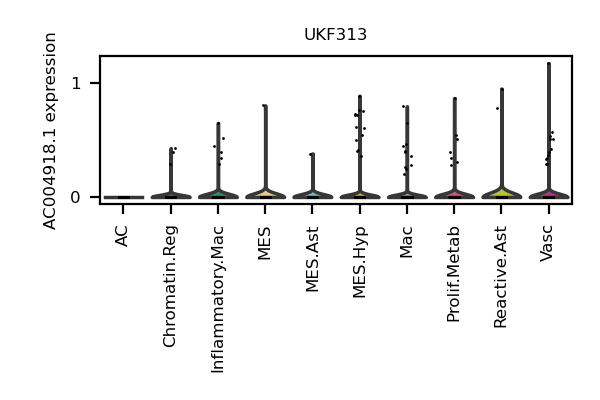 UKF313
AC004918.1 expression
1
0
AC
Chromatin.Reg
Inflammatory.Mac
MES
MES.Ast
MES.Hyp
Mac
Prolif.Metab
Reactive.Ast
Vasc